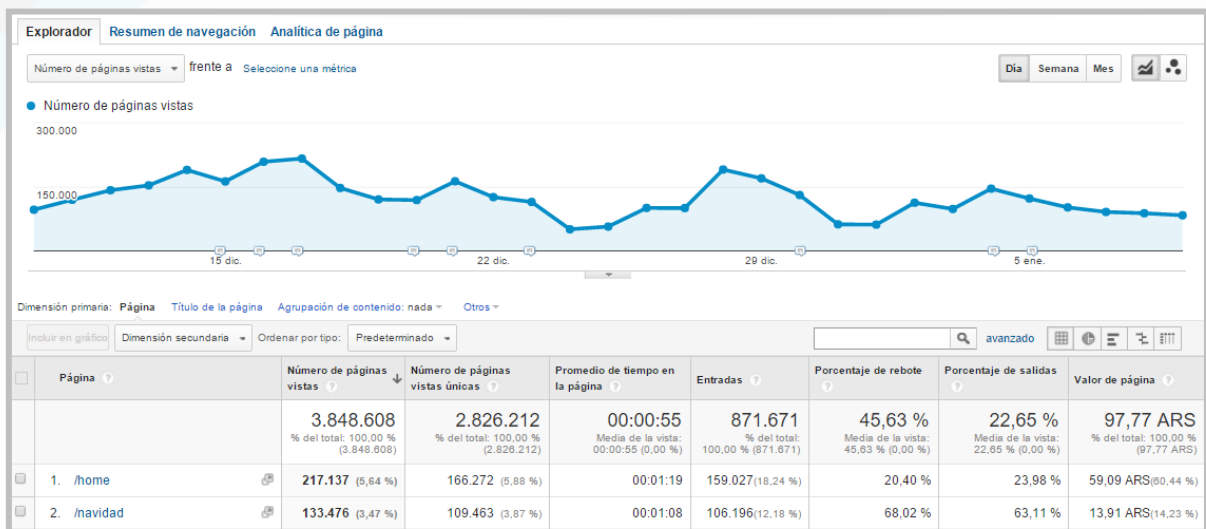 Explorador Resumen de navegación Analítica de página
Número de páginas vistas frente a Seleccione una métrica Día Semana Mes
Número de páginas vistas
300.000
150.000
15 dic. 22 dic. 29 dic. 5 ene.
Dimensión primaria: Página Título de la página Agrupación de contenido: nada Otros
Incluir en gráfico Dimensión secundaria Ordenar por tipo: Predeterminado avanzado
Página ? Número de páginas vistas ? Número de páginas vistas únicas ? Promedio de tiempo en la página ? Entradas ? Porcentaje de rebote ? Porcentaje de salidas ? Valor de página ?
3.848.608 2.826.212 00:00:55 871.671 45,63 % 22,65 % 97,77 ARS
% del total: 100,00 % (3.848.608) % del total: 100,00 % (2.826.212) Media de la vista: 00:00:55 (0,00 %) % del total: 100,00 % (871.671) Media de la vista: 45,63 % (0,00 %) Media de la vista: 22,65 % (0,00 %) % del total: 100,00 % (97,77 ARS)
1. /home 217.137 (5,64 %) 166.272 (5,88 %) 00:01:19 159.027(18,24 %) 20,40 % 23,98 % 59,09 ARS(60,44 %)
2. /navidad 133.476 (3,47 %) 109.463 (3,87 %) 00:01:08 106.196(12,18 %) 68,02 % 63,11 % 13,91 ARS(14,23 %)